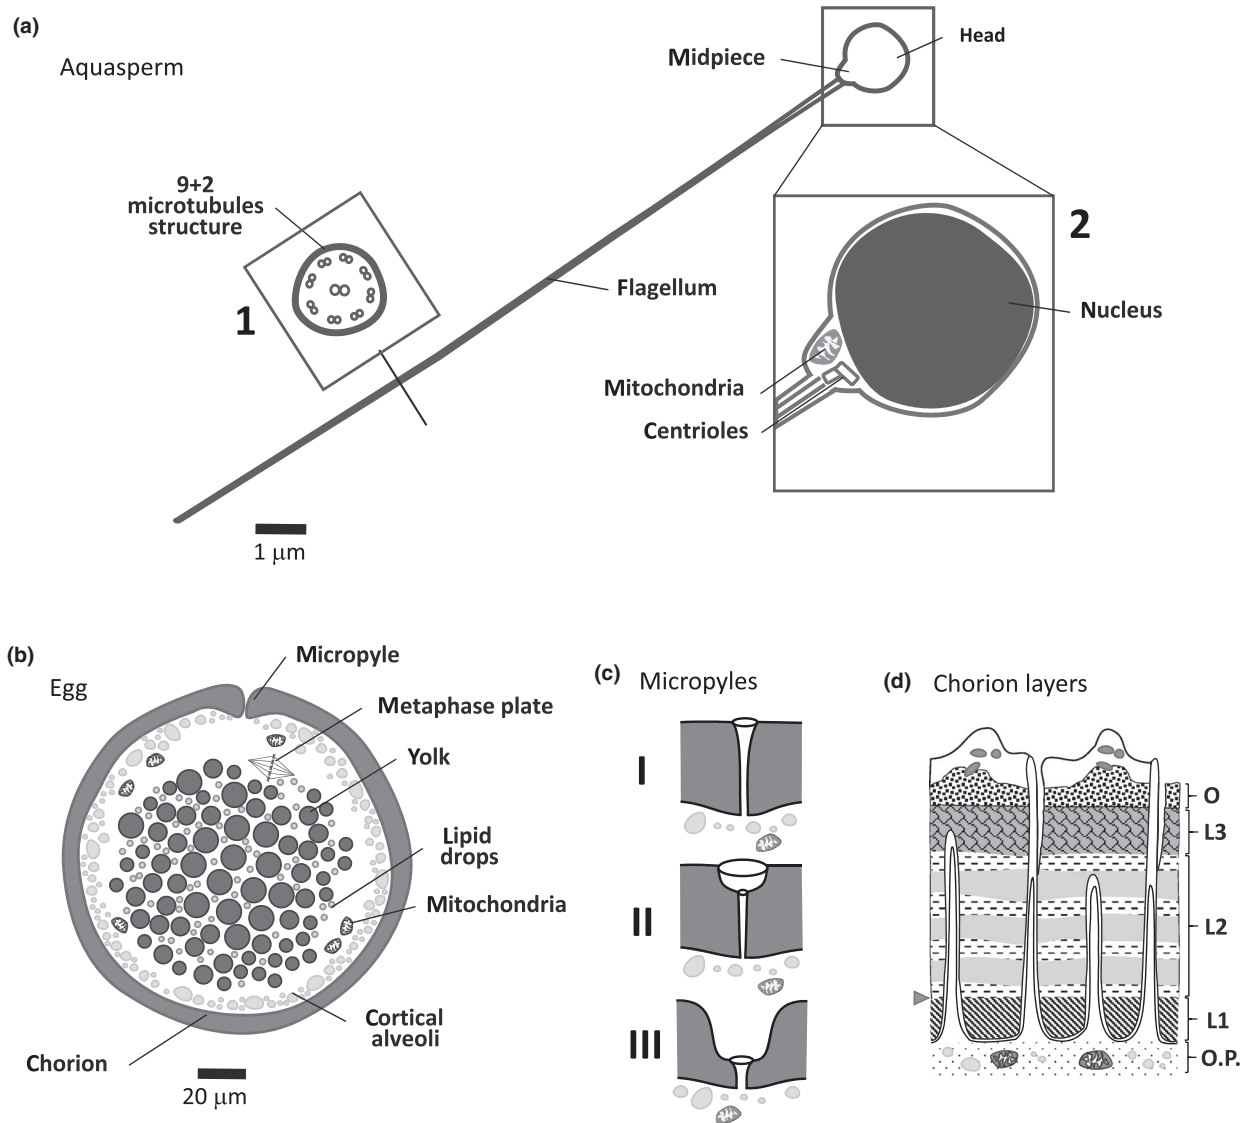 (a)
Aquasperm
Midpiece
Head
9+2
microtubules
structure
1
2
Flagellum
Nucleus
Mitochondria
Centrioles
1 μm
(b)
Egg
Micropyle
Metaphase plate
Yolk
Lipid
drops
Mitochondria
Cortical
alveoli
Chorion
20 μm
(c)
Micropyles
I
II
III
(d)
Chorion layers
O
L3
L2
L1
O.P.